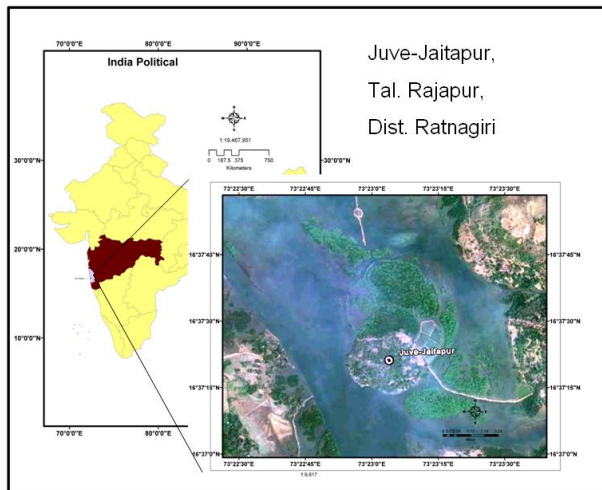 70°0'0"E 80°0'0"E 90°0'0"E
India Political
Juve-Jaitapur,
Tal. Rajapur,
Dist. Ratnagiri
1:19,467,951
0 187.5 375 750
Kilometers
30°0'0"N
30°0'0"N
20°0'0"N
10°0'0"N
70°0'0"E 80°0'0"E
73°22'30"E 73°22'45"E 73°23'0"E 73°23'15"E 73°23'30"E
16°37'45"N
16°37'45"N
16°37'30"N
16°37'30"N
Juve-Jaitapur
16°37'15"N
16°37'15"N
16°37'0"N
16°37'0"N
73°22'30"E 73°22'45"E 73°23'0"E 73°23'15"E 73°23'30"E
1:9,817